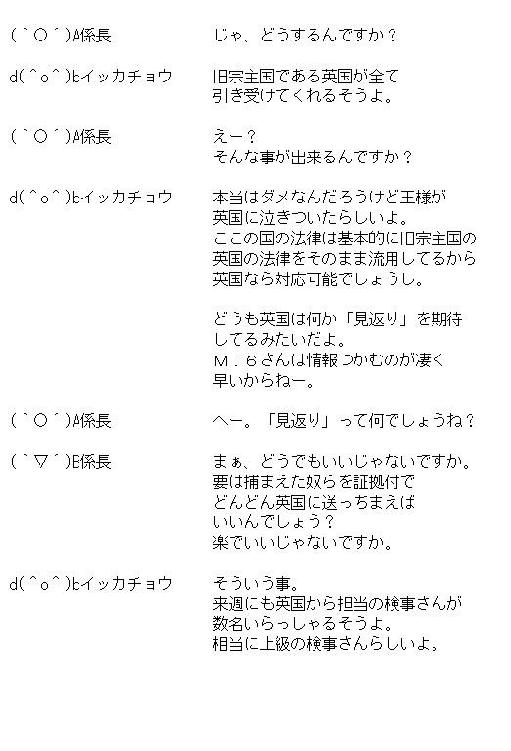 (｀○´)A係長　じゃ、どうするんですか？
d(^o^)bイッカチョウ　旧宗主国である英国が全て
引き受けてくれるそうよ。
(｀○´)A係長　えー？
そんな事が出来るんですか？
d(^o^)bイッカチョウ　本当はダメなんだろうけど王様が
英国に泣きついたらしいよ。
ここの国の法律は基本的に旧宗主国の
英国の法律をそのまま流用してるから
英国なら対応可能でしょうし。
どうも英国は何か「見返り」を期待
してるみたいだよ。
Ｍ．６さんは情報つかむのが凄く
早いからねー。
(｀○´)A係長　へー。「見返り」って何でしょうね？
(｀▽´)B係長　まぁ、どうでもいいじゃないですか。
要は捕まえた奴らを証拠付で
どんどん英国に送っちまえば
いいんでしょう？
楽でいいじゃないですか。
d(^o^)bイッカチョウ　そういう事。
来週にも英国から担当の検事さんが
数名いらっしゃるそうよ。
相当に上級の検事さんらしいよ。